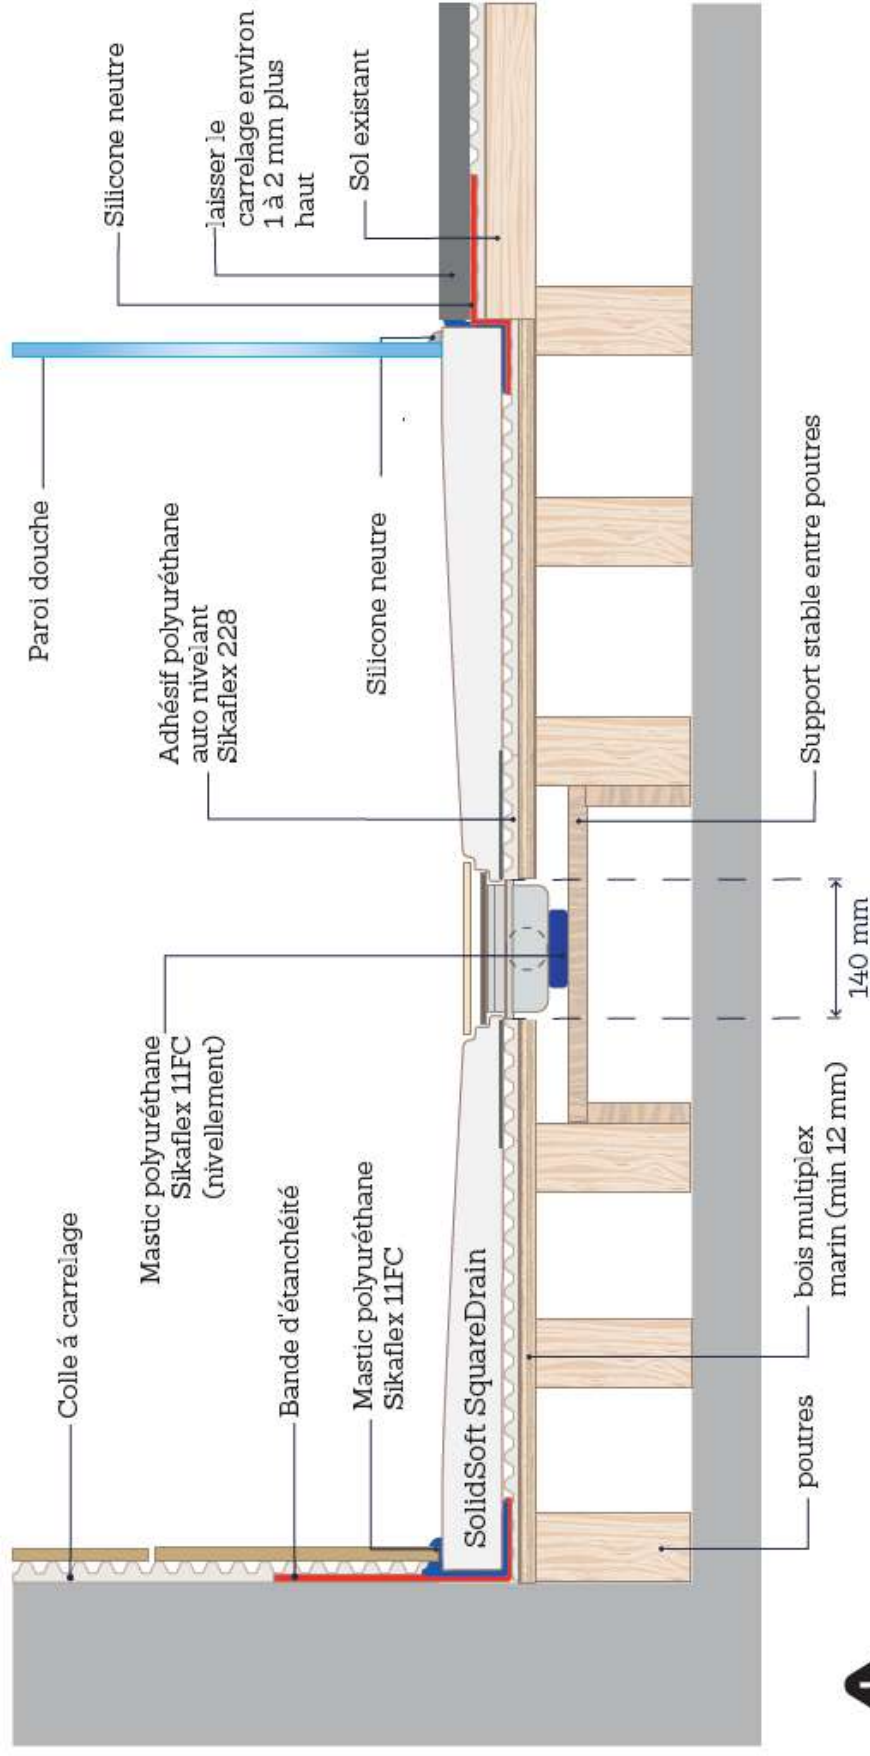 Colle á carrelage
Mastic polyuréthane
Sikaflex 11FC
(nivellement)
Bande d'étanchéité
Mastic polyuréthane
Sikaflex 11FC
SolidSoft SquareDrain
Paroi douche
Adhésif polyuréthane
auto nivelant
Sikaflex 228
Silicone neutre
Silicone neutre
laisser le
carrelage environ
1 à 2 mm plus
haut
Sol existant
poutres
bois multiplex
marin (min 12 mm)
140 mm
Support stable entre poutres